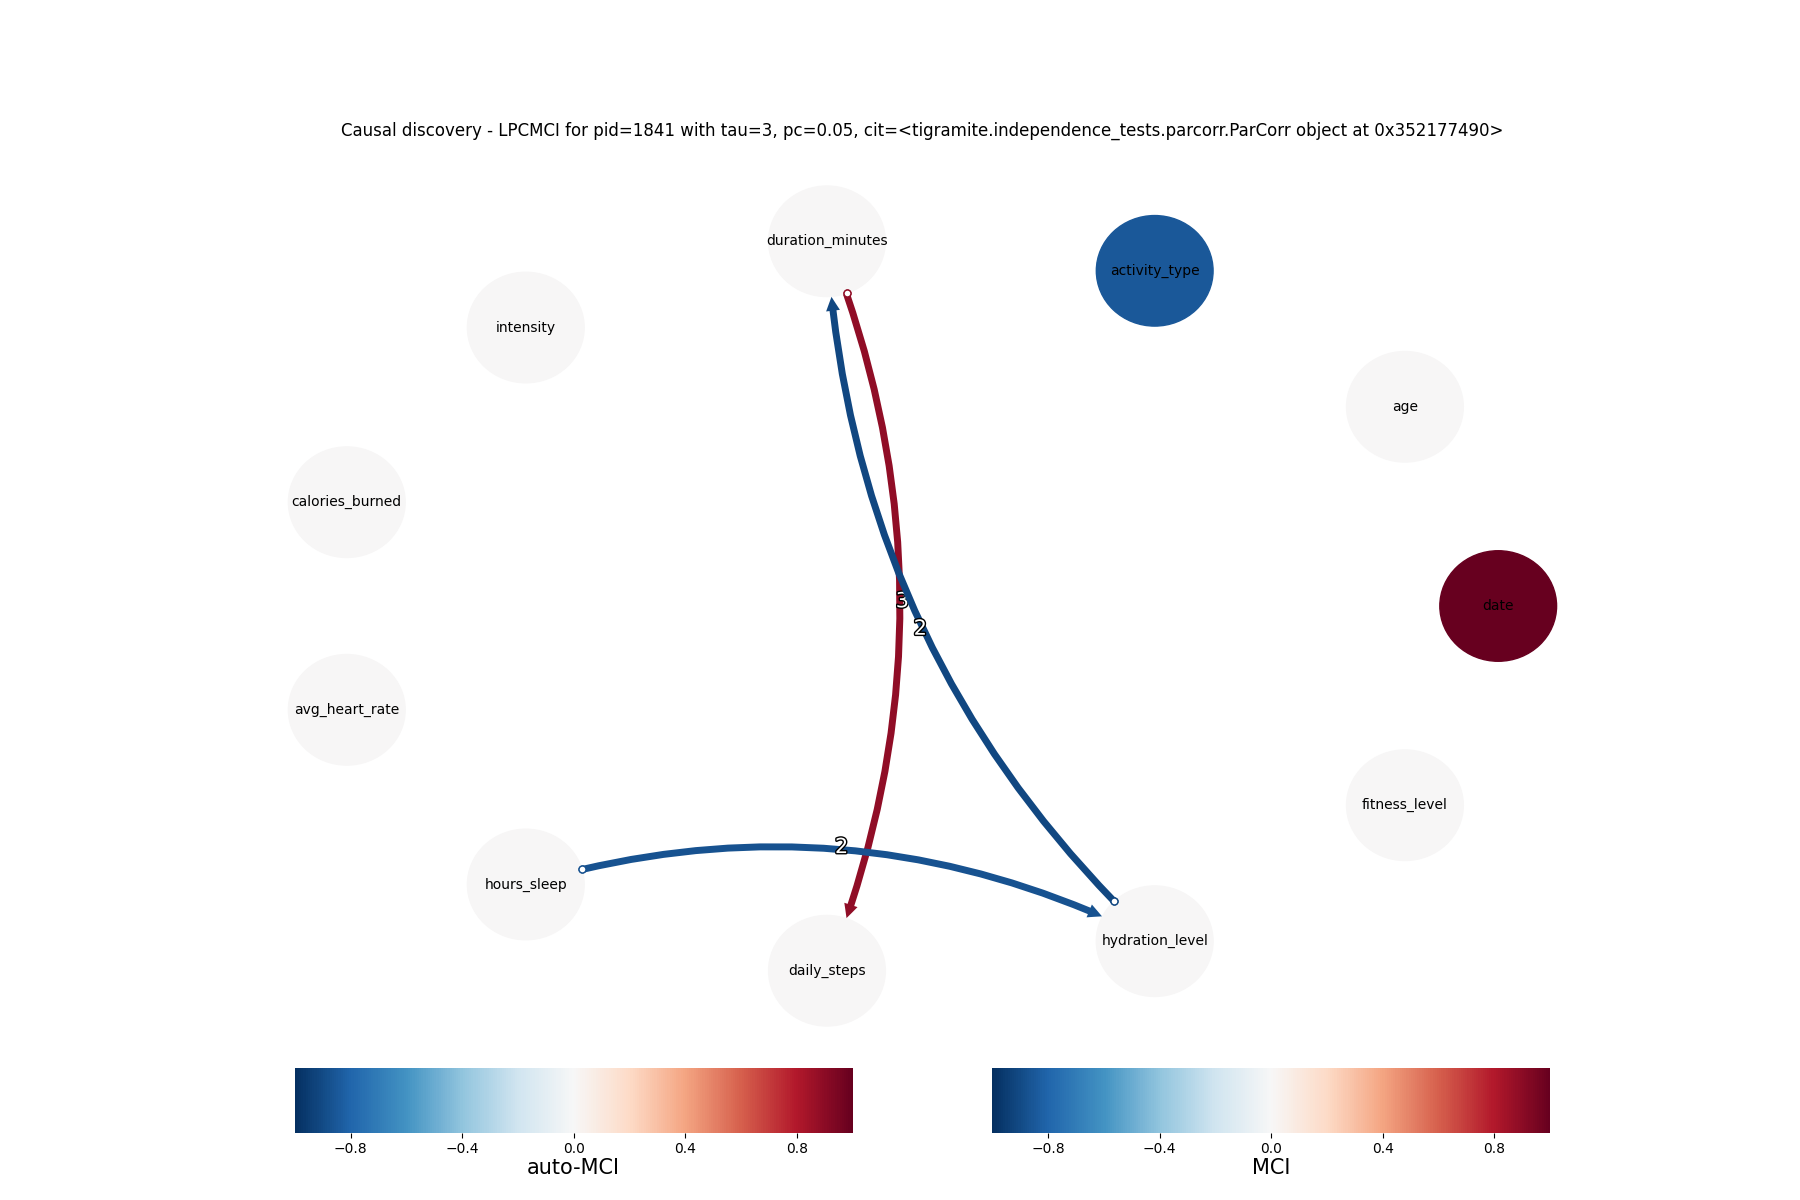 Causal discovery - LPCMCI for pid=1841 with tau=3, pc=0.05, cit=<tigramite.independence_tests.parcorr.ParCorr object at 0x352177490>
duration_minutes
activity_type
intensity
age
calories_burned
date
3
2
avg_heart_rate
fitness_level
2
hours_sleep
hydration_level
daily_steps
−0.8 −0.4 0.0 0.4 0.8
auto-MCI
−0.8 −0.4 0.0 0.4 0.8
MCI